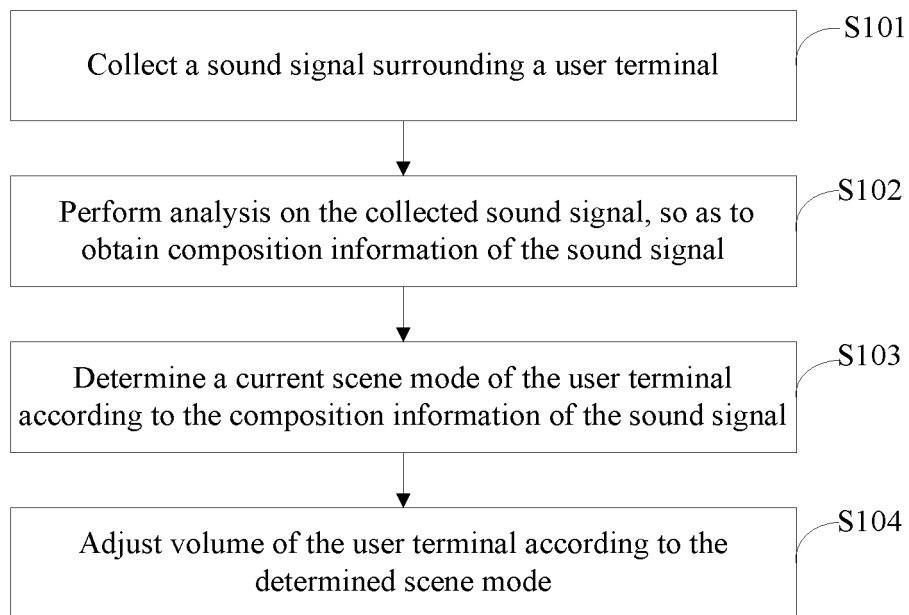 Collect a sound signal surrounding a user terminal
S101
Perform analysis on the collected sound signal, so as to
obtain composition information of the sound signal
S102
Determine a current scene mode of the user terminal
according to the composition information of the sound signal
S103
Adjust volume of the user terminal according to the
determined scene mode
S104